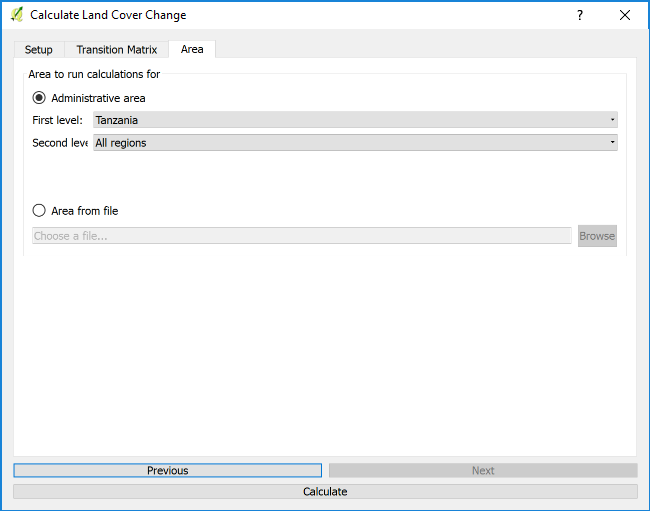 Calculate Land Cover Change
?
Setup Transition Matrix Area
Area to run calculations for
Administrative area
First level: Tanzania
Second leve All regions
Area from file
Choose a file... Browse
Previous Next
Calculate